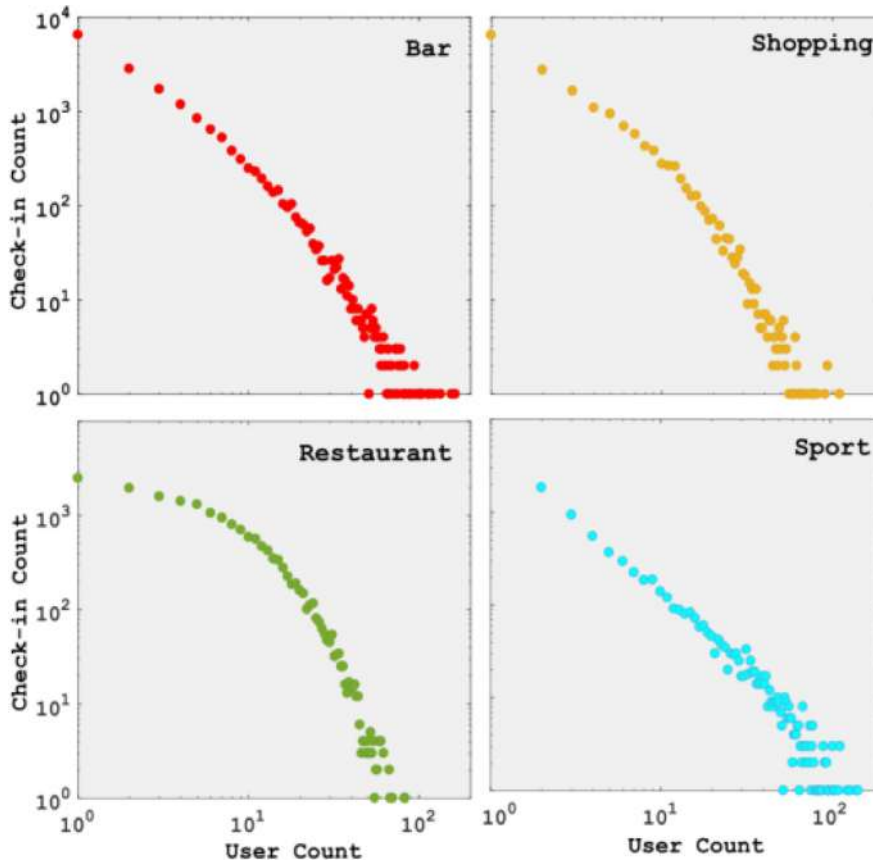 10^4
Bar
Shopping
10^3
10^2
10^1
10^0
Check-in Count
Restaurant
Sport
10^3
10^2
10^1
10^0
Check-in Count
10^0 10^1 10^2
10^0 10^1 10^2
User Count
User Count